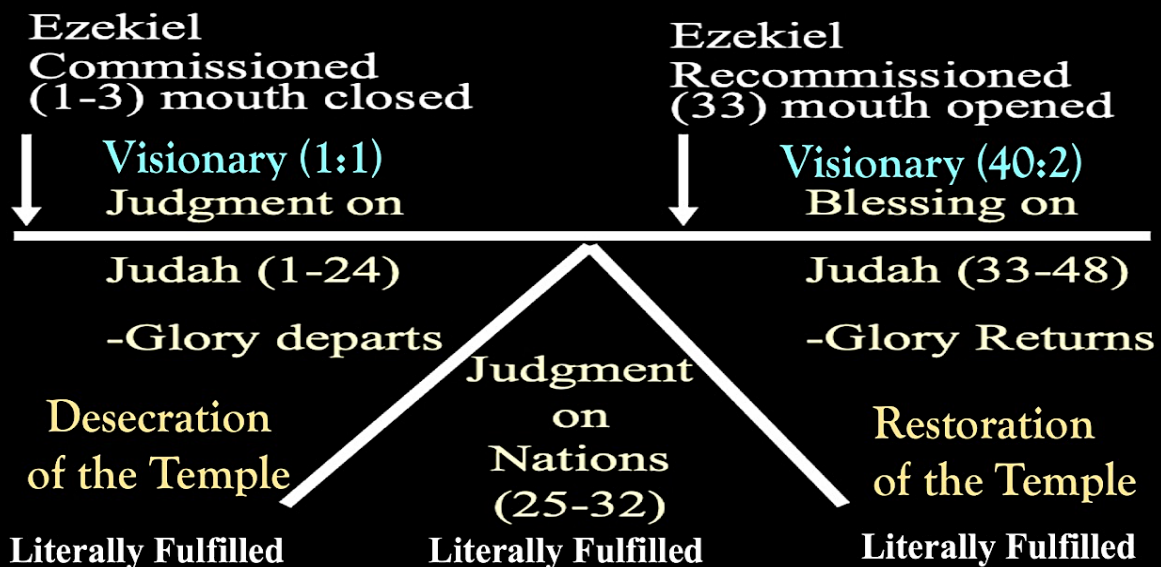 Ezekiel
Commissioned
(1-3) mouth closed
Visionary (1:1)
Judgment on
Judah (1-24)
-Glory departs
Desecration
of the Temple
Literally Fulfilled
Judgment
on
Nations
(25-32)
Literally Fulfilled
Ezekiel
Recommissioned
(33) mouth opened
Visionary (40:2)
Blessing on
Judah (33-48)
-Glory Returns
Restoration
of the Temple
Literally Fulfilled